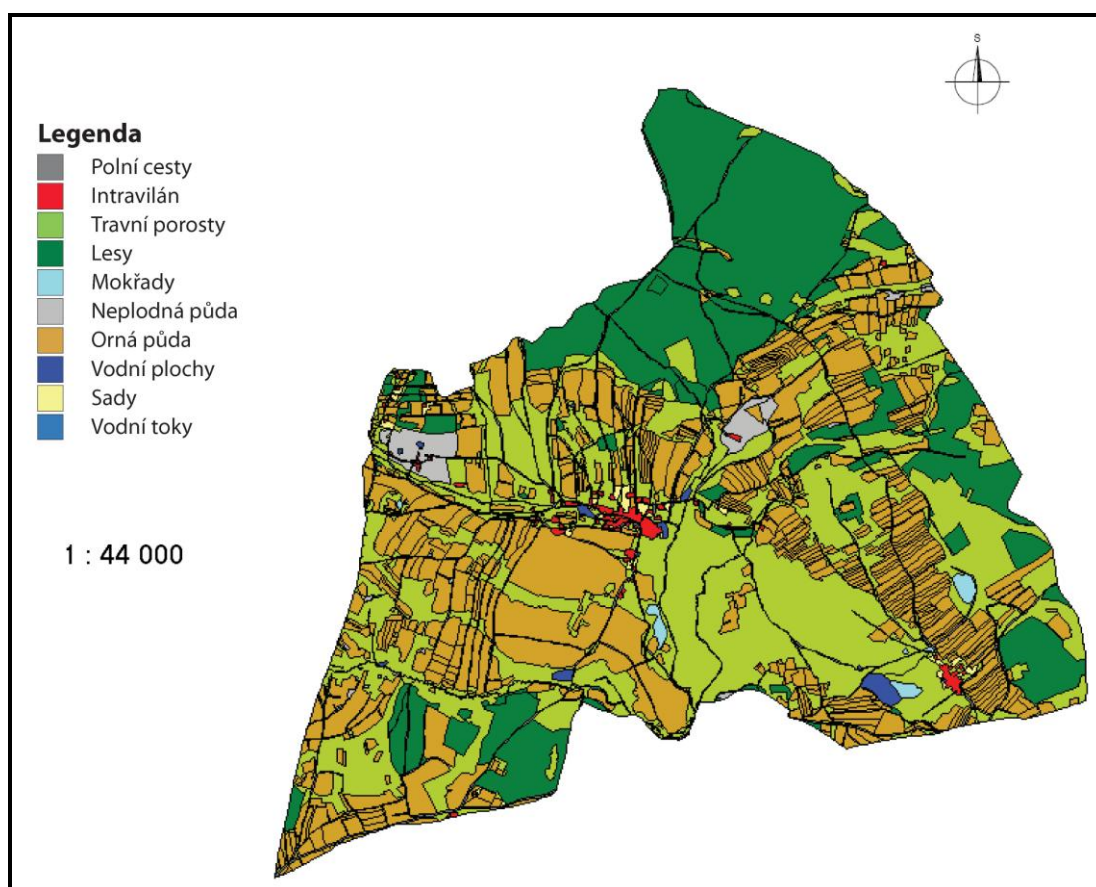 S
Legenda
Polní cesty
Intravilán
Travní porosty
Lesy
Mokřady
Neplodná půda
Orná půda
Vodní plochy
Sady
Vodní toky
1 : 44 000